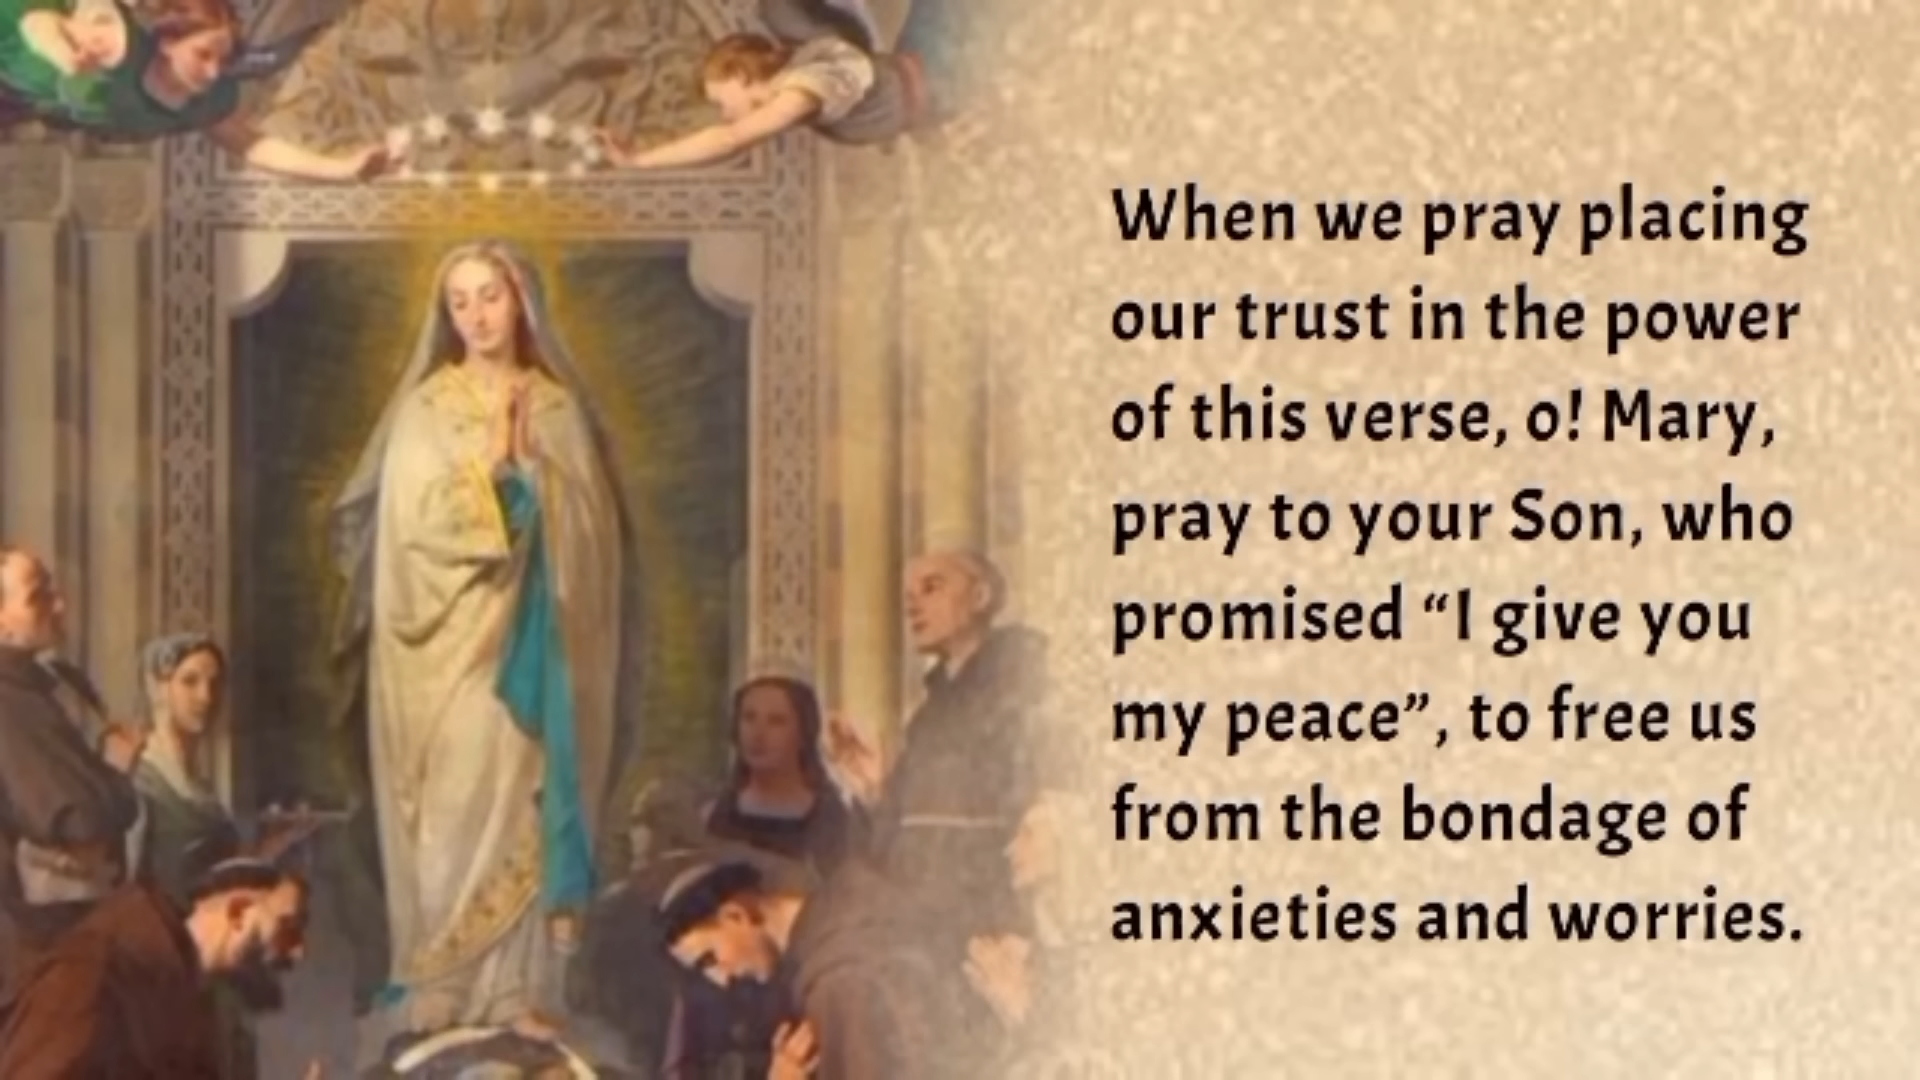 When we pray placing
our trust in the power
of this verse, o! Mary,
pray to your Son, who
promised “I give you
my peace”, to free us
from the bondage of
anxieties and worries.